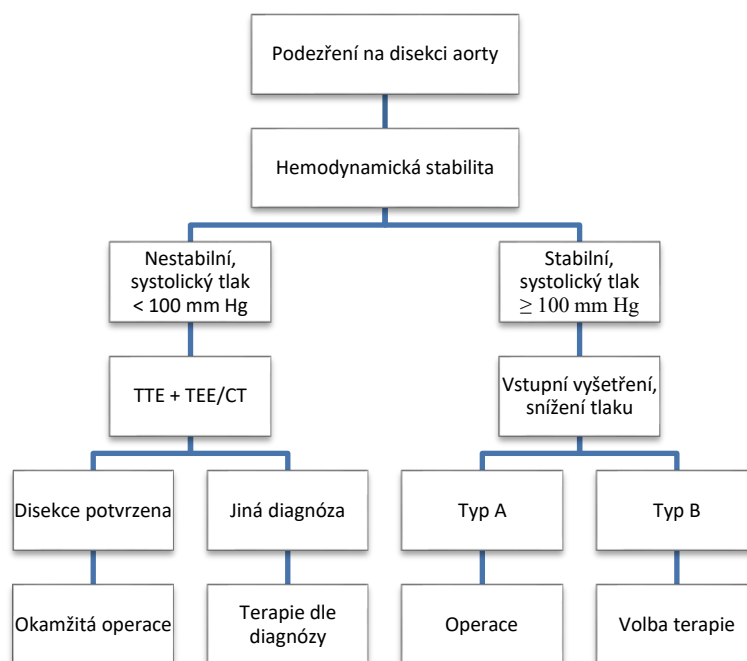 Podezření na disekci aorty
Hemodynamická stabilita
Nestabilní,
systolický tlak
< 100 mm Hg
Stabilní,
systolický tlak
≥ 100 mm Hg
TTE + TEE/CT
Vstupní vyšetření,
snížení tlaku
Disekce potvrzena
Jiná diagnóza
Typ A
Typ B
Okamžitá operace
Terapie dle
diagnózy
Operace
Volba terapie